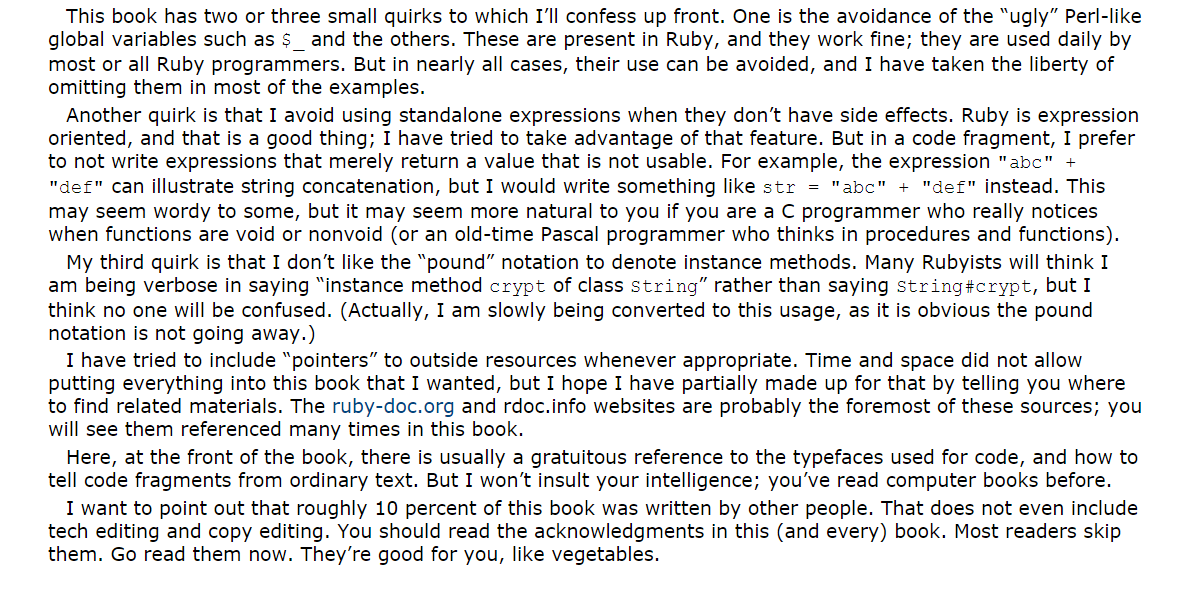 This book has two or three small quirks to which I’ll confess up front. One is the avoidance of the “ugly” Perl-like
global variables such as $_ and the others. These are present in Ruby, and they work fine; they are used daily by
most or all Ruby programmers. But in nearly all cases, their use can be avoided, and I have taken the liberty of
omitting them in most of the examples.
Another quirk is that I avoid using standalone expressions when they don’t have side effects. Ruby is expression
oriented, and that is a good thing; I have tried to take advantage of that feature. But in a code fragment, I prefer
to not write expressions that merely return a value that is not usable. For example, the expression "abc" +
"def" can illustrate string concatenation, but I would write something like str = "abc" + "def" instead. This
may seem wordy to some, but it may seem more natural to you if you are a C programmer who really notices
when functions are void or nonvoid (or an old-time Pascal programmer who thinks in procedures and functions).
My third quirk is that I don’t like the “pound” notation to denote instance methods. Many Rubyists will think I
am being verbose in saying “instance method crypt of class String” rather than saying String#crypt, but I
think no one will be confused. (Actually, I am slowly being converted to this usage, as it is obvious the pound
notation is not going away.)
I have tried to include “pointers” to outside resources whenever appropriate. Time and space did not allow
putting everything into this book that I wanted, but I hope I have partially made up for that by telling you where
to find related materials. The ruby-doc.org and rdoc.info websites are probably the foremost of these sources; you
will see them referenced many times in this book.
Here, at the front of the book, there is usually a gratuitous reference to the typefaces used for code, and how to
tell code fragments from ordinary text. But I won’t insult your intelligence; you’ve read computer books before.
I want to point out that roughly 10 percent of this book was written by other people. That does not even include
tech editing and copy editing. You should read the acknowledgments in this (and every) book. Most readers skip
them. Go read them now. They’re good for you, like vegetables.